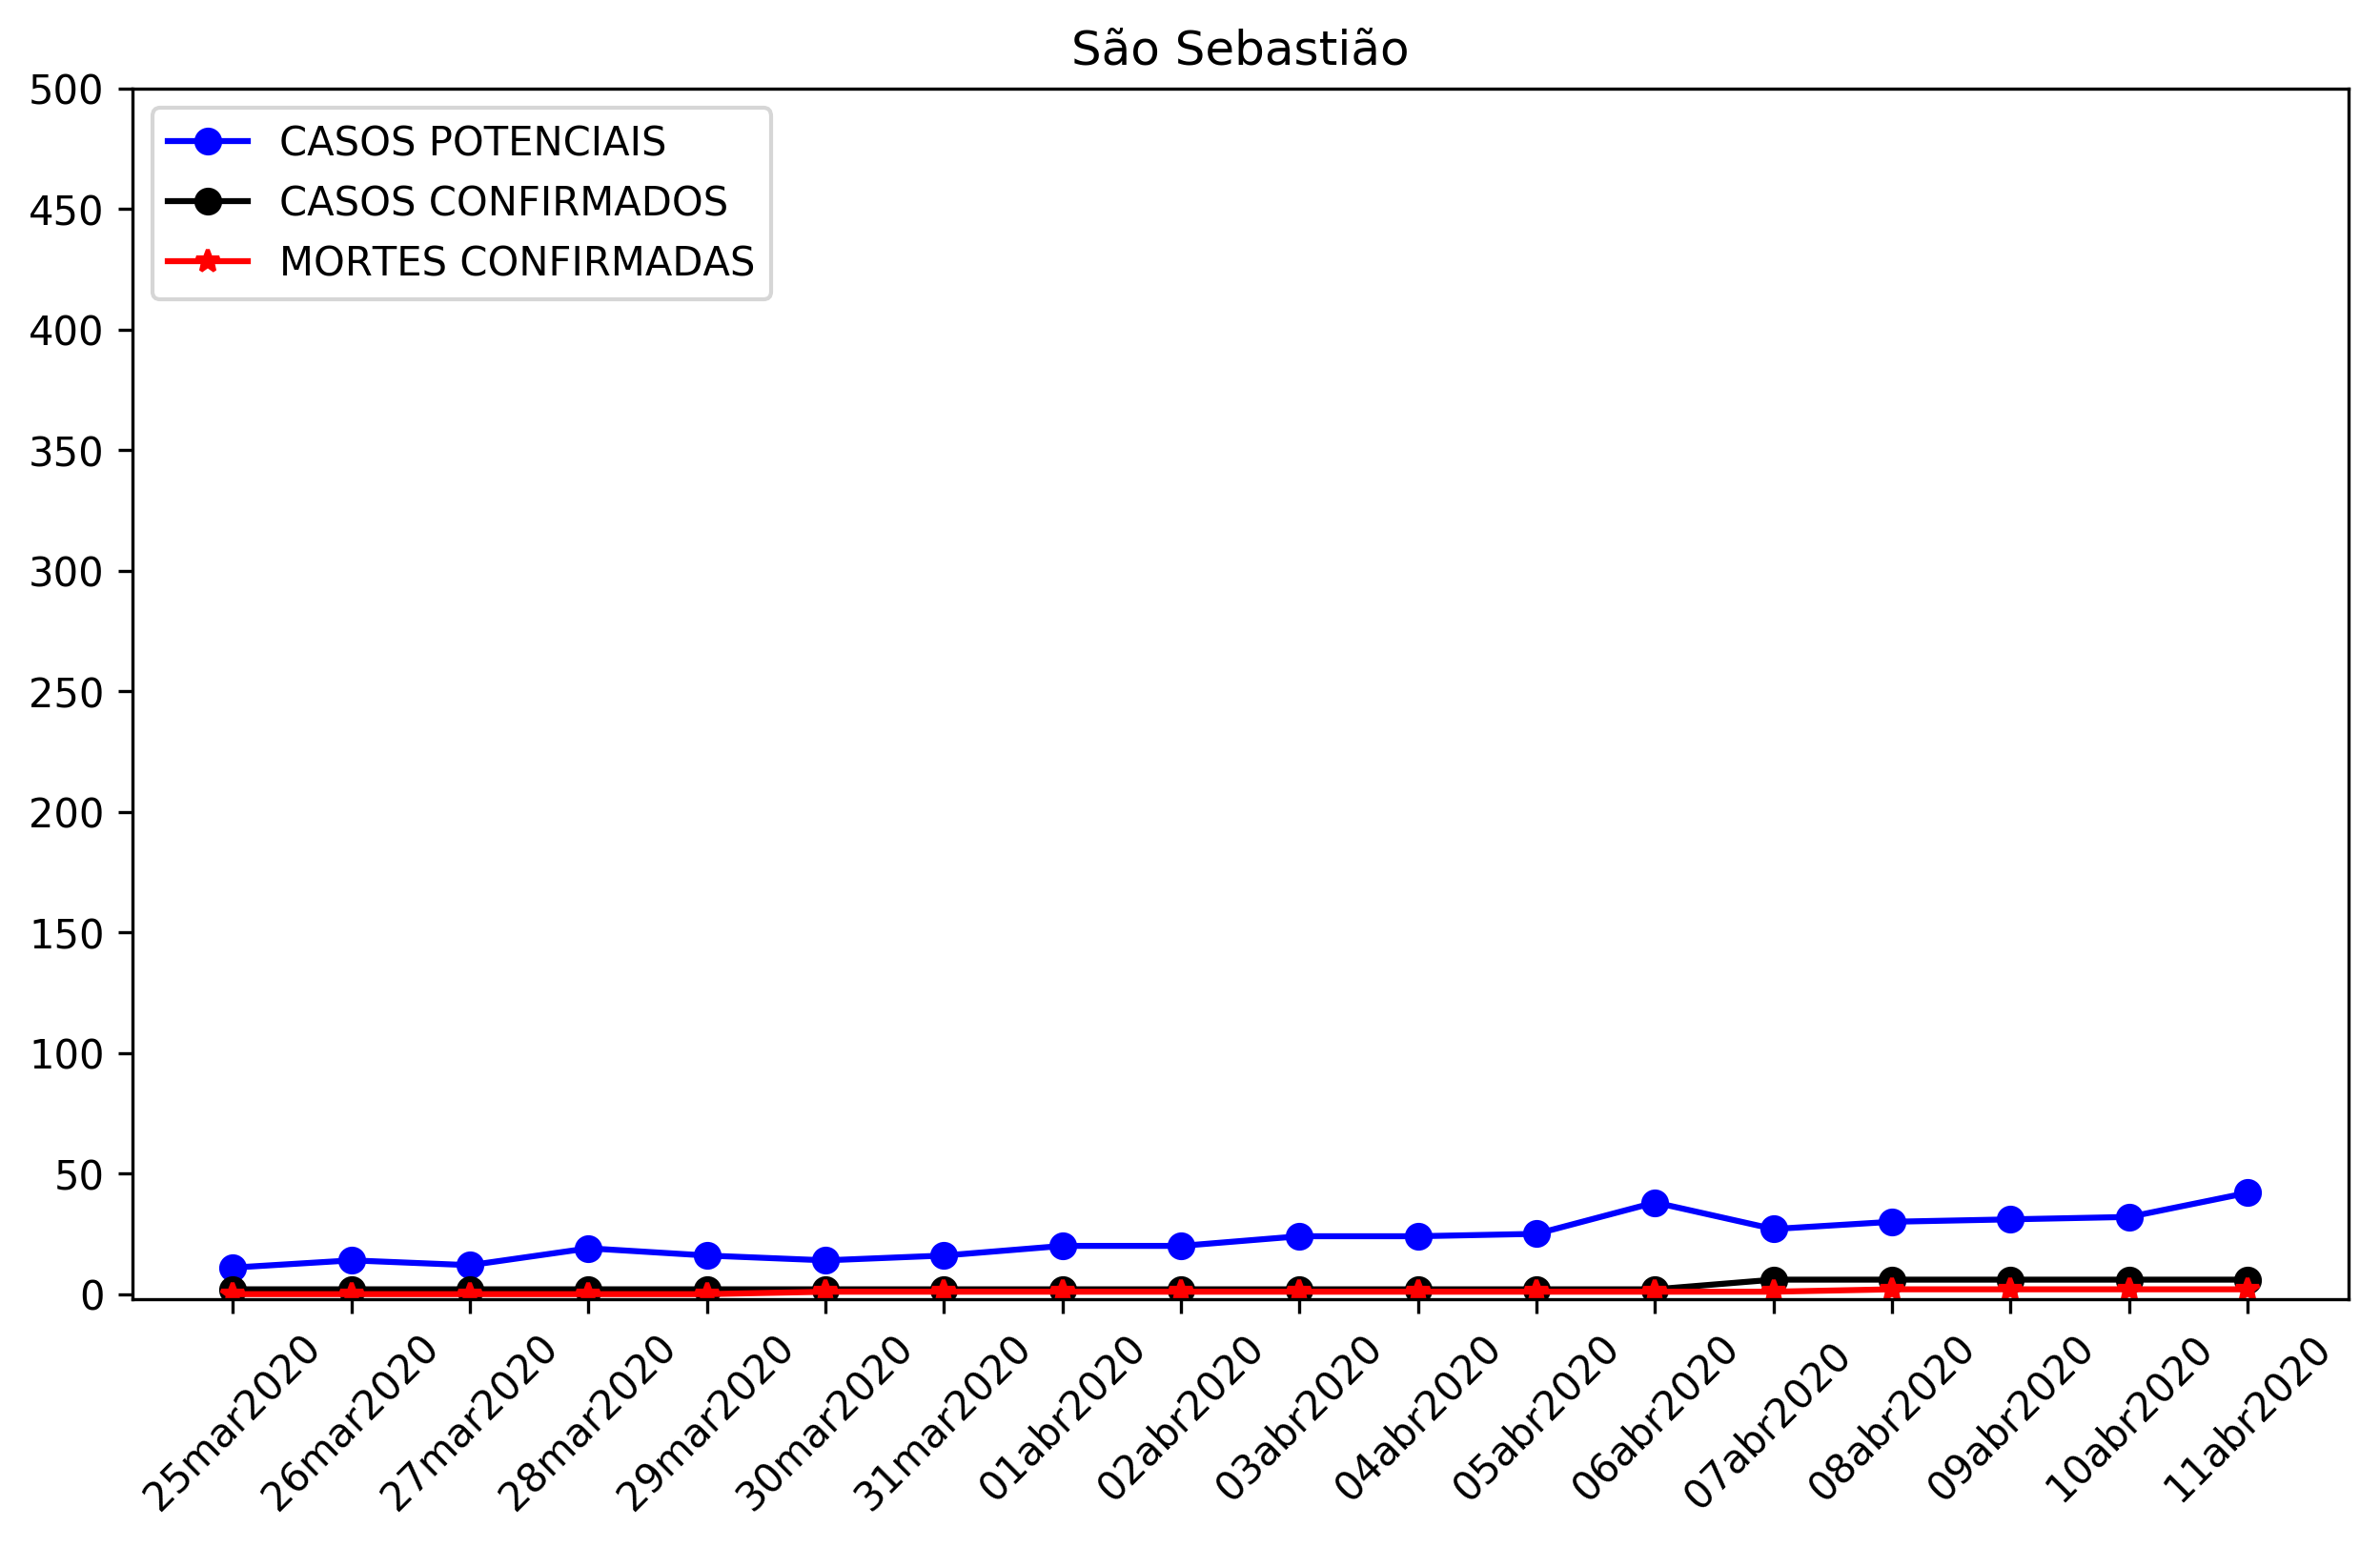 São Sebastião
CASOS POTENCIAIS
CASOS CONFIRMADOS
MORTES CONFIRMADAS
500
450
400
350
300
250
200
150
100
50
0
25mar2020
26mar2020
27mar2020
28mar2020
29mar2020
30mar2020
31mar2020
01abr2020
02abr2020
03abr2020
04abr2020
05abr2020
06abr2020
07abr2020
08abr2020
09abr2020
10abr2020
11abr2020